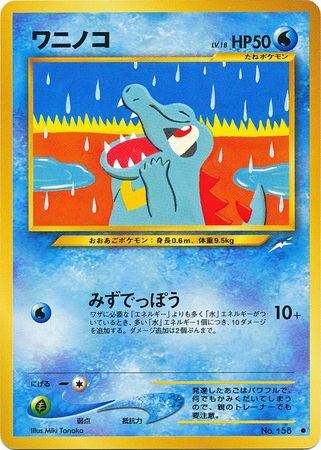 ワニノコ LV.18 HP50
たねポケモン
おおあごポケモン：身長0.6m、体重9.5kg
みずでっぽう 10+
ワザに必要な「エネルギー」よりも多く「水」エネルギーがついているとき、多い「水」エネルギー1個につき、10ダメージを追加する。ダメージ追加は2個ぶんまで。
にげる
弱点 抵抗力
発達したあごはパワフルで、
何でもかみくだいてしまう
ので、親のトレーナーでも
要注意。
Illus.Miki Tanaka No. 158